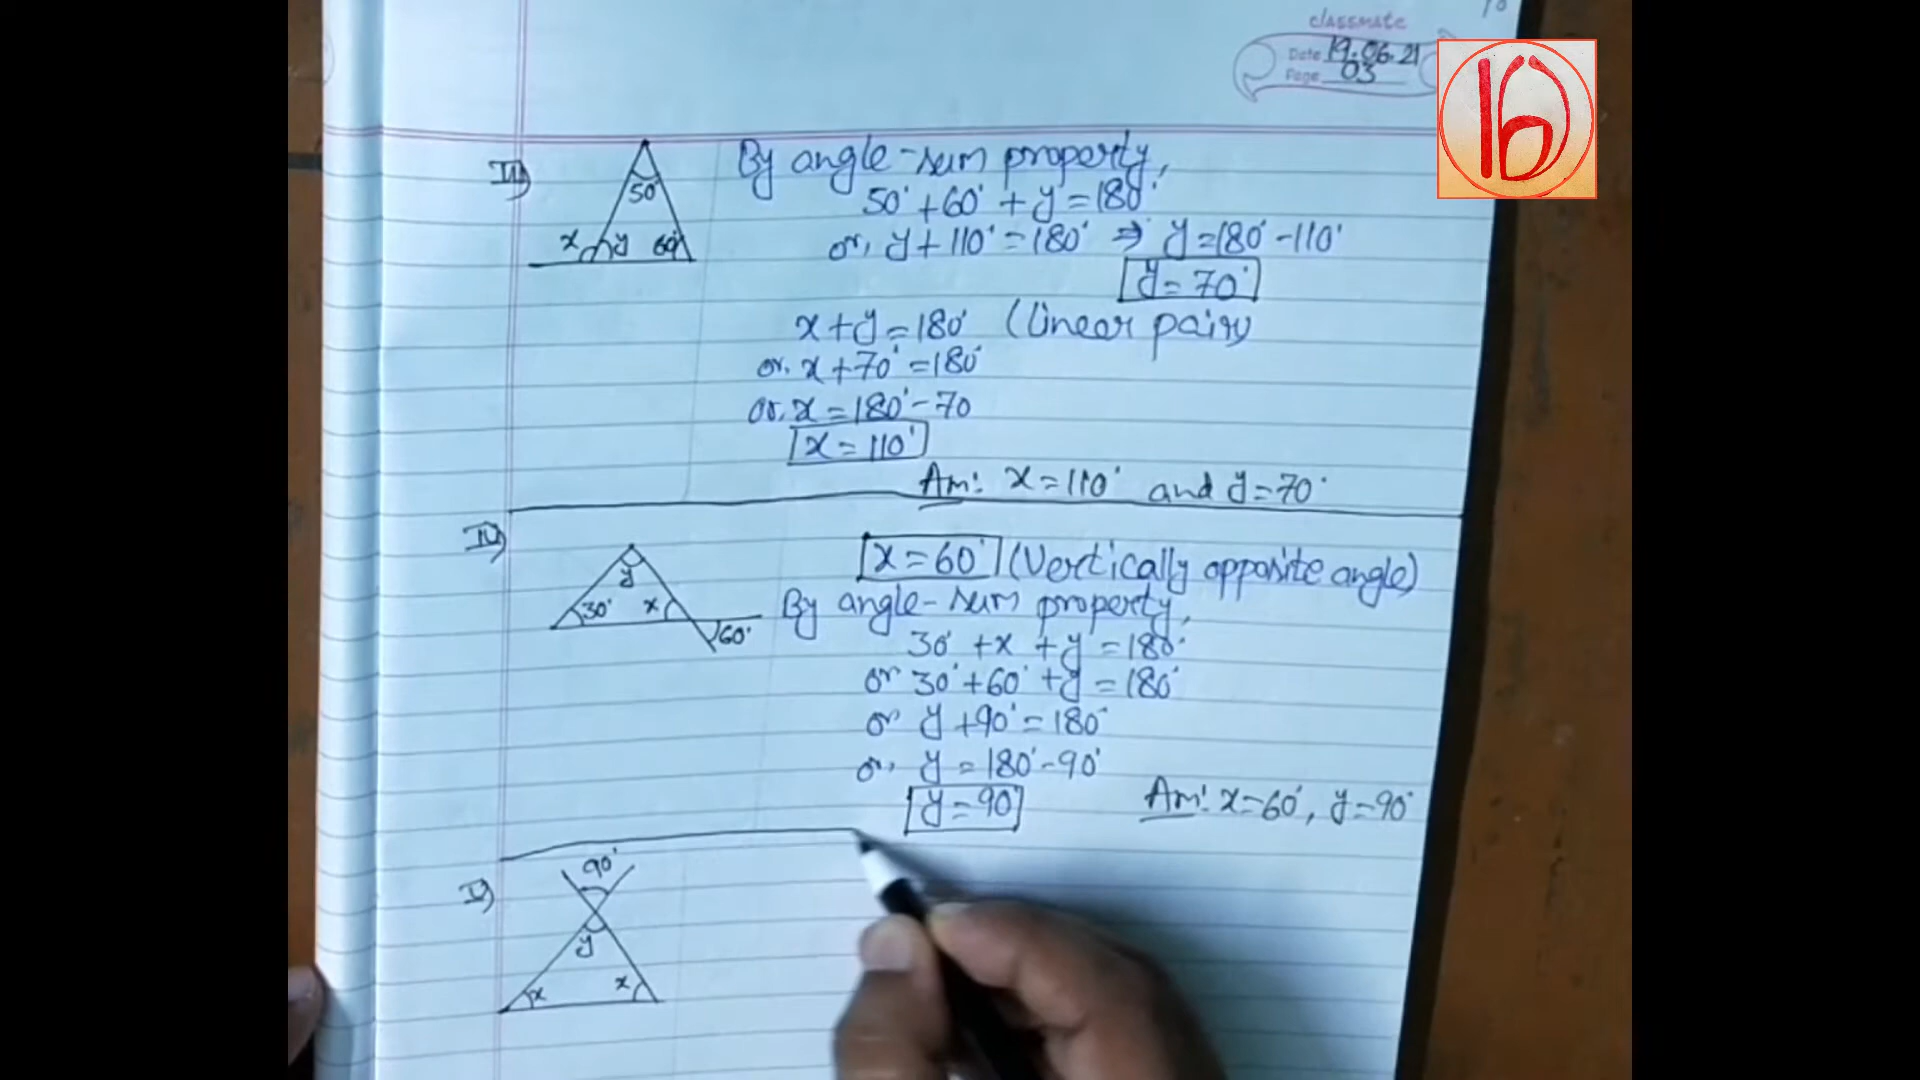 classmate
Date 19.06.21
Page 03
III)
50°
x y 60°
By angle-sum property,
50° + 60° + y = 180°
or, y + 110° = 180° ⇒ y = 180° - 110°
y = 70°
x + y = 180° (linear pair)
or. x + 70° = 180°
or, x = 180° - 70
x = 110°
Ans: x = 110° and y = 70°
IV)
y
30° x
60°
x = 60° (Vertically opposite angle)
By angle-sum property,
30° + x + y = 180°
or 30° + 60° + y = 180°
or y + 90° = 180°
or, y = 180° - 90°
y = 90°
Ans: x = 60°, y = 90°
V)
90°
y
x x